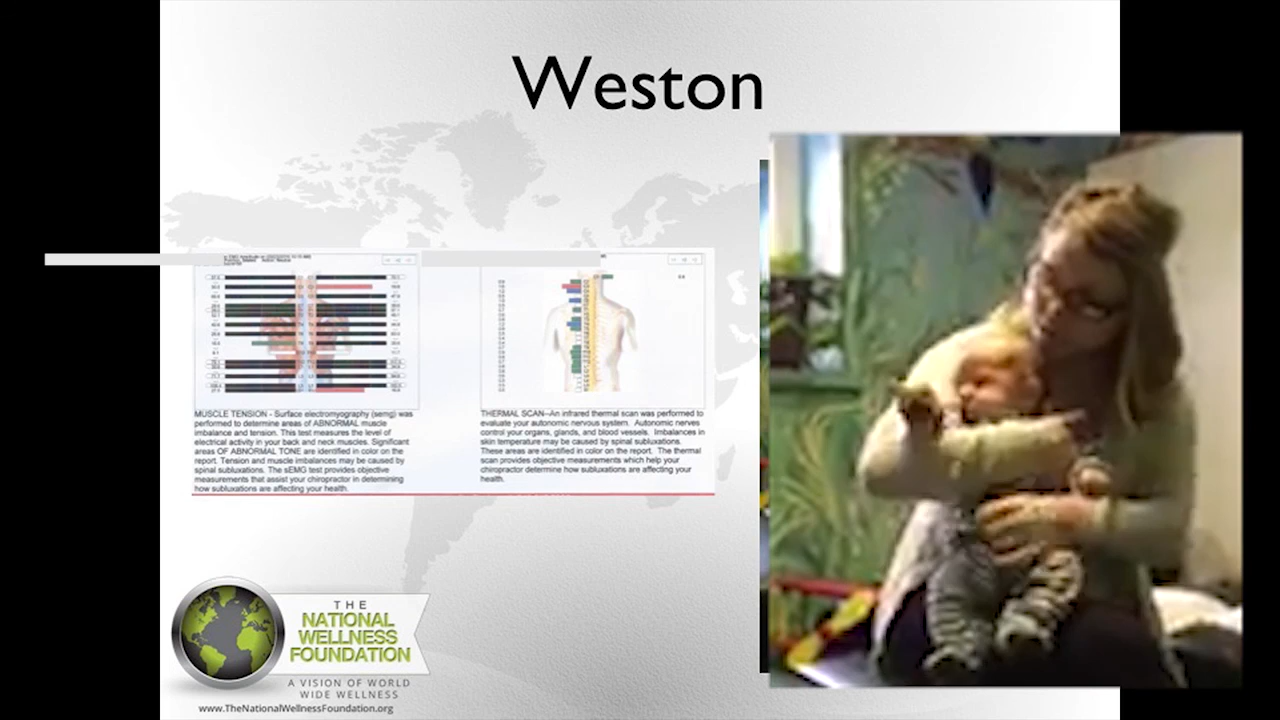 Weston
MUSCLE TENSION - Surface electromyography (semg) was
performed to determine areas of ABNORMAL muscle
imbalance and tension. This test measures the level of
electrical activity in your back and neck muscles. Significant
areas OF ABNORMAL TONE are identified in color on the
report. Tension and muscle imbalances may be caused by
spinal subluxations. The sEMG test provides objective
measurements that assist your chiropractor in determining
how subluxations are affecting your health.
THERMAL SCAN--An infrared thermal scan was performed to
evaluate your autonomic nervous system. Autonomic nerves
control your organs, glands, and blood vessels. Imbalances in
skin temperature may be caused by spinal subluxations.
These areas are identified in color on the report. The thermal
scan provides objective measurements which help your
chiropractor determine how subluxations are affecting your
health.
THE
NATIONAL
WELLNESS
FOUNDATION
A VISION OF WORLD
WIDE WELLNESS
www.TheNationalWellnessFoundation.org